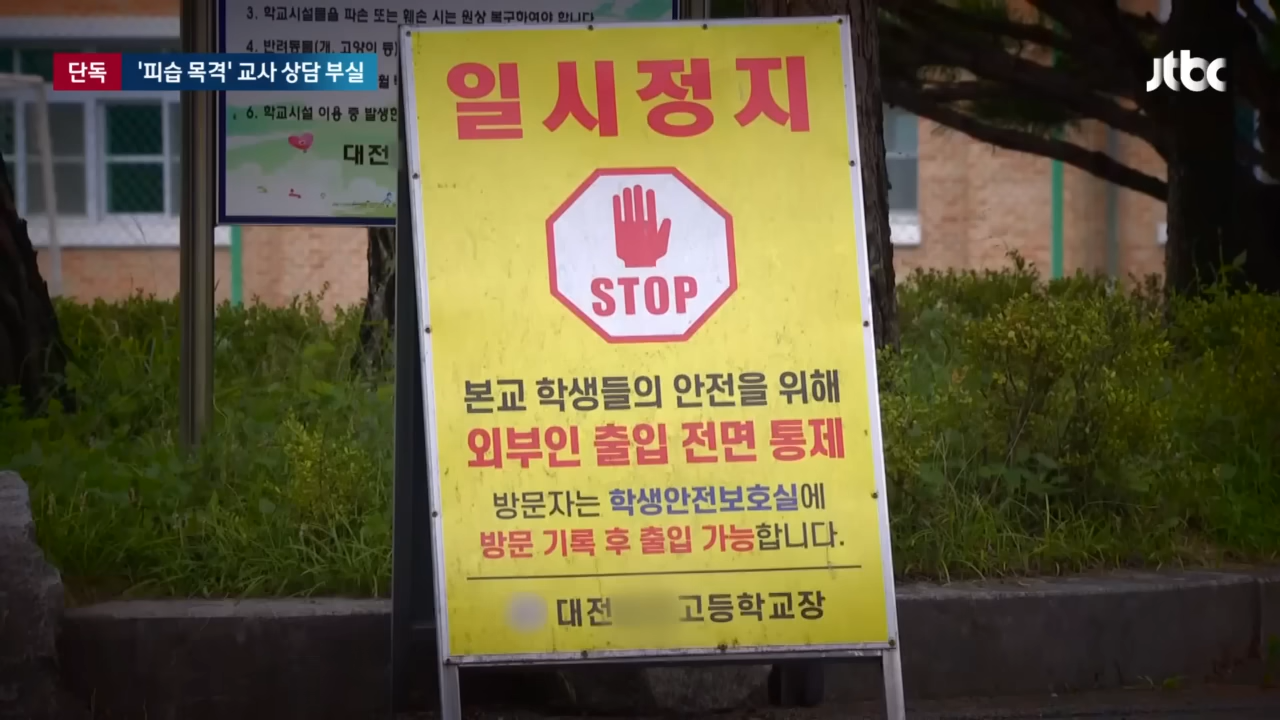 3. 학교시설물을 파손 또는 훼손 시는 원상 복구하여야 합니다
4. 반려동물(개, 고양이 등)
6. 학교시설 이용 중 발생한
대전
단독 '피습 목격' 교사 상담 부실
jtbc
일시정지
STOP
본교 학생들의 안전을 위해
외부인 출입 전면 통제
방문자는 학생안전보호실에
방문 기록 후 출입 가능합니다.
대전 고등학교장